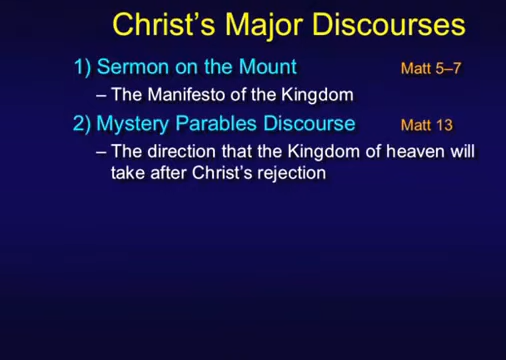 Christ's Major Discourses
1) Sermon on the Mount Matt 5–7
– The Manifesto of the Kingdom
2) Mystery Parables Discourse Matt 13
– The direction that the Kingdom of heaven will
take after Christ's rejection